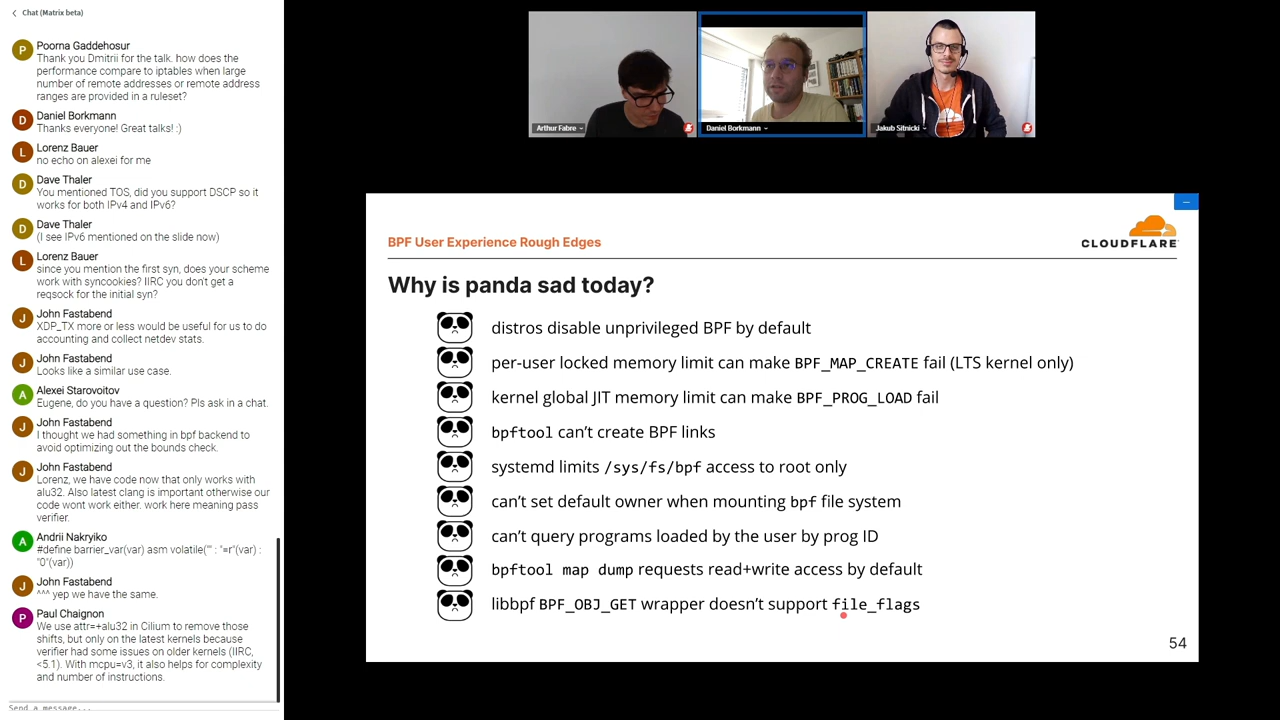 Chat (Matrix beta)
P
Poorna Gaddehosur
Thank you Dmitrii for the talk. how does the
performance compare to iptables when large
number of remote addresses or remote address
ranges are provided in a ruleset?
D
Daniel Borkmann
Thanks everyone! Great talks! :)
L
Lorenz Bauer
no echo on alexei for me
D
Dave Thaler
You mentioned TOS, did you support DSCP so it
works for both IPv4 and IPv6?
D
Dave Thaler
(I see IPv6 mentioned on the slide now)
L
Lorenz Bauer
since you mention the first syn, does your scheme
work with syncookies? IIRC you don't get a
reqsock for the initial syn?
J
John Fastabend
XDP_TX more or less would be useful for us to do
accounting and collect netdev stats.
J
John Fastabend
Looks like a similar use case.
A
Alexei Starovoitov
Eugene, do you have a question? Pls ask in a chat.
J
John Fastabend
I thought we had something in bpf backend to
avoid optimizing out the bounds check.
J
John Fastabend
Lorenz, we have code now that only works with
alu32. Also latest clang is important otherwise our
code wont work either. work here meaning pass
verifier.
A
Andrii Nakryiko
#define barrier_var(var) asm volatile("" : "=r"(var) :
"0"(var))
J
John Fastabend
^^^ yep we have the same.
P
Paul Chaignon
We use attr=+alu32 in Cilium to remove those
shifts, but only on the latest kernels because
verifier had some issues on older kernels (IIRC,
<5.1). With mcpu=v3, it also helps for complexity
and number of instructions.
Send a message...
Arthur Fabre
Daniel Borkmann
Jakub Sitnicki
BPF User Experience Rough Edges
CLOUDFLARE
Why is panda sad today?
distros disable unprivileged BPF by default
per-user locked memory limit can make BPF_MAP_CREATE fail (LTS kernel only)
kernel global JIT memory limit can make BPF_PROG_LOAD fail
bpftool can't create BPF links
systemd limits /sys/fs/bpf access to root only
can't set default owner when mounting bpf file system
can't query programs loaded by the user by prog ID
bpftool map dump requests read+write access by default
libbpf BPF_OBJ_GET wrapper doesn't support file_flags
54